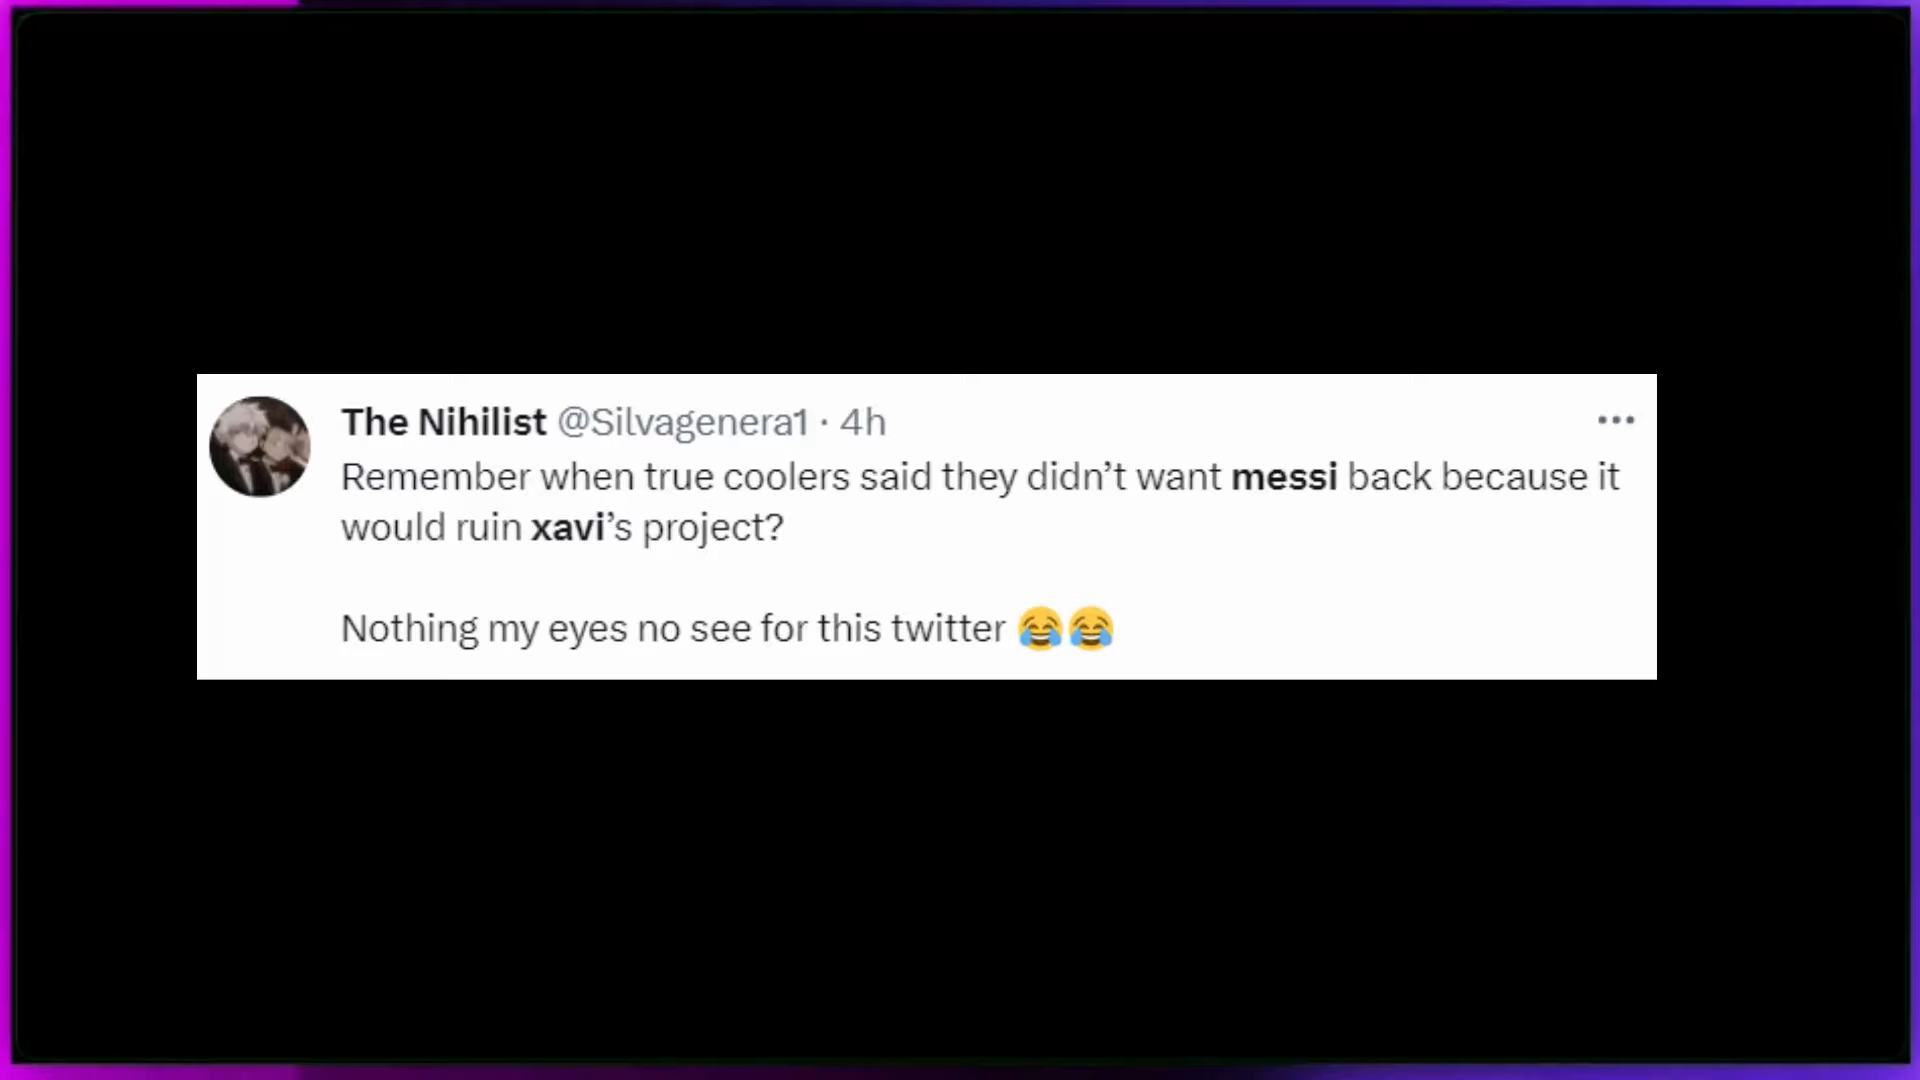 The Nihilist @Silvagenera1 · 4h
Remember when true coolers said they didn’t want messi back because it
would ruin xavi’s project?
Nothing my eyes no see for this twitter 😂😂